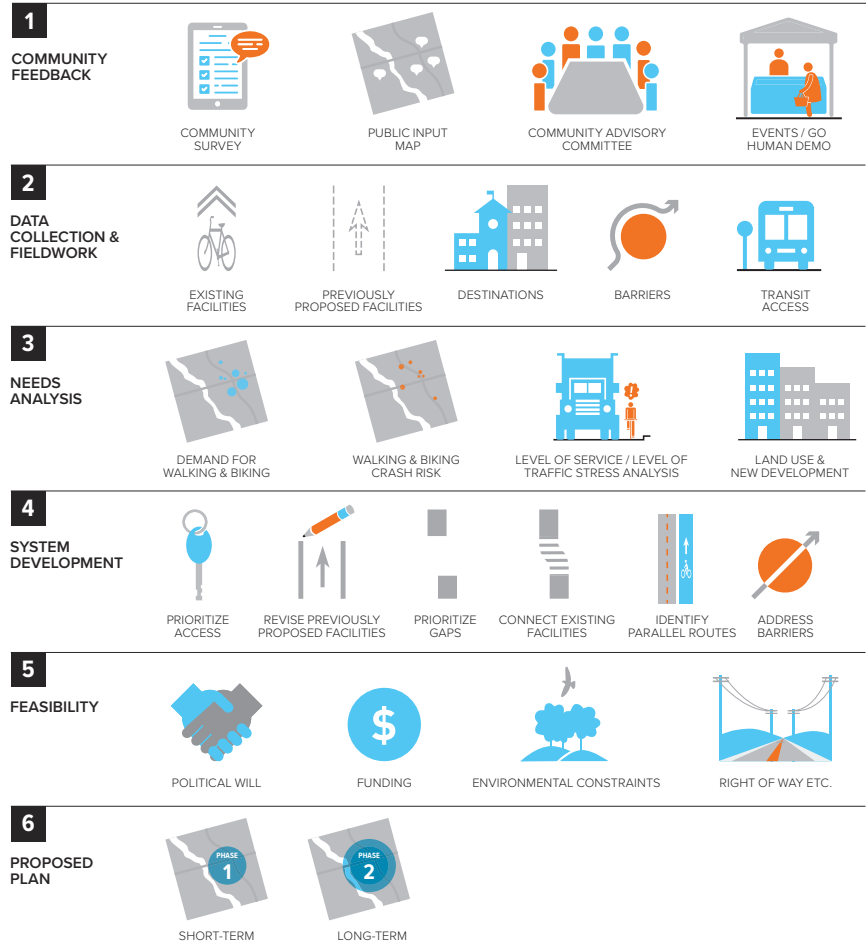 1
COMMUNITY
FEEDBACK
COMMUNITY
SURVEY
PUBLIC INPUT
MAP
COMMUNITY ADVISORY
COMMITTEE
EVENTS / GO
HUMAN DEMO
2
DATA
COLLECTION &
FIELDWORK
EXISTING
FACILITIES
PREVIOUSLY
PROPOSED FACILITIES
DESTINATIONS
BARRIERS
TRANSIT
ACCESS
3
NEEDS
ANALYSIS
!
DEMAND FOR
WALKING & BIKING
WALKING & BIKING
CRASH RISK
LEVEL OF SERVICE / LEVEL OF
TRAFFIC STRESS ANALYSIS
LAND USE &
NEW DEVELOPMENT
4
SYSTEM
DEVELOPMENT
PRIORITIZE
ACCESS
REVISE PREVIOUSLY
PROPOSED FACILITIES
PRIORITIZE
GAPS
CONNECT EXISTING
FACILITIES
IDENTIFY
PARALLEL ROUTES
ADDRESS
BARRIERS
5
FEASIBILITY
$
POLITICAL WILL
FUNDING
ENVIRONMENTAL CONSTRAINTS
RIGHT OF WAY ETC.
6
PROPOSED
PLAN
PHASE
1
PHASE
2
SHORT-TERM
LONG-TERM